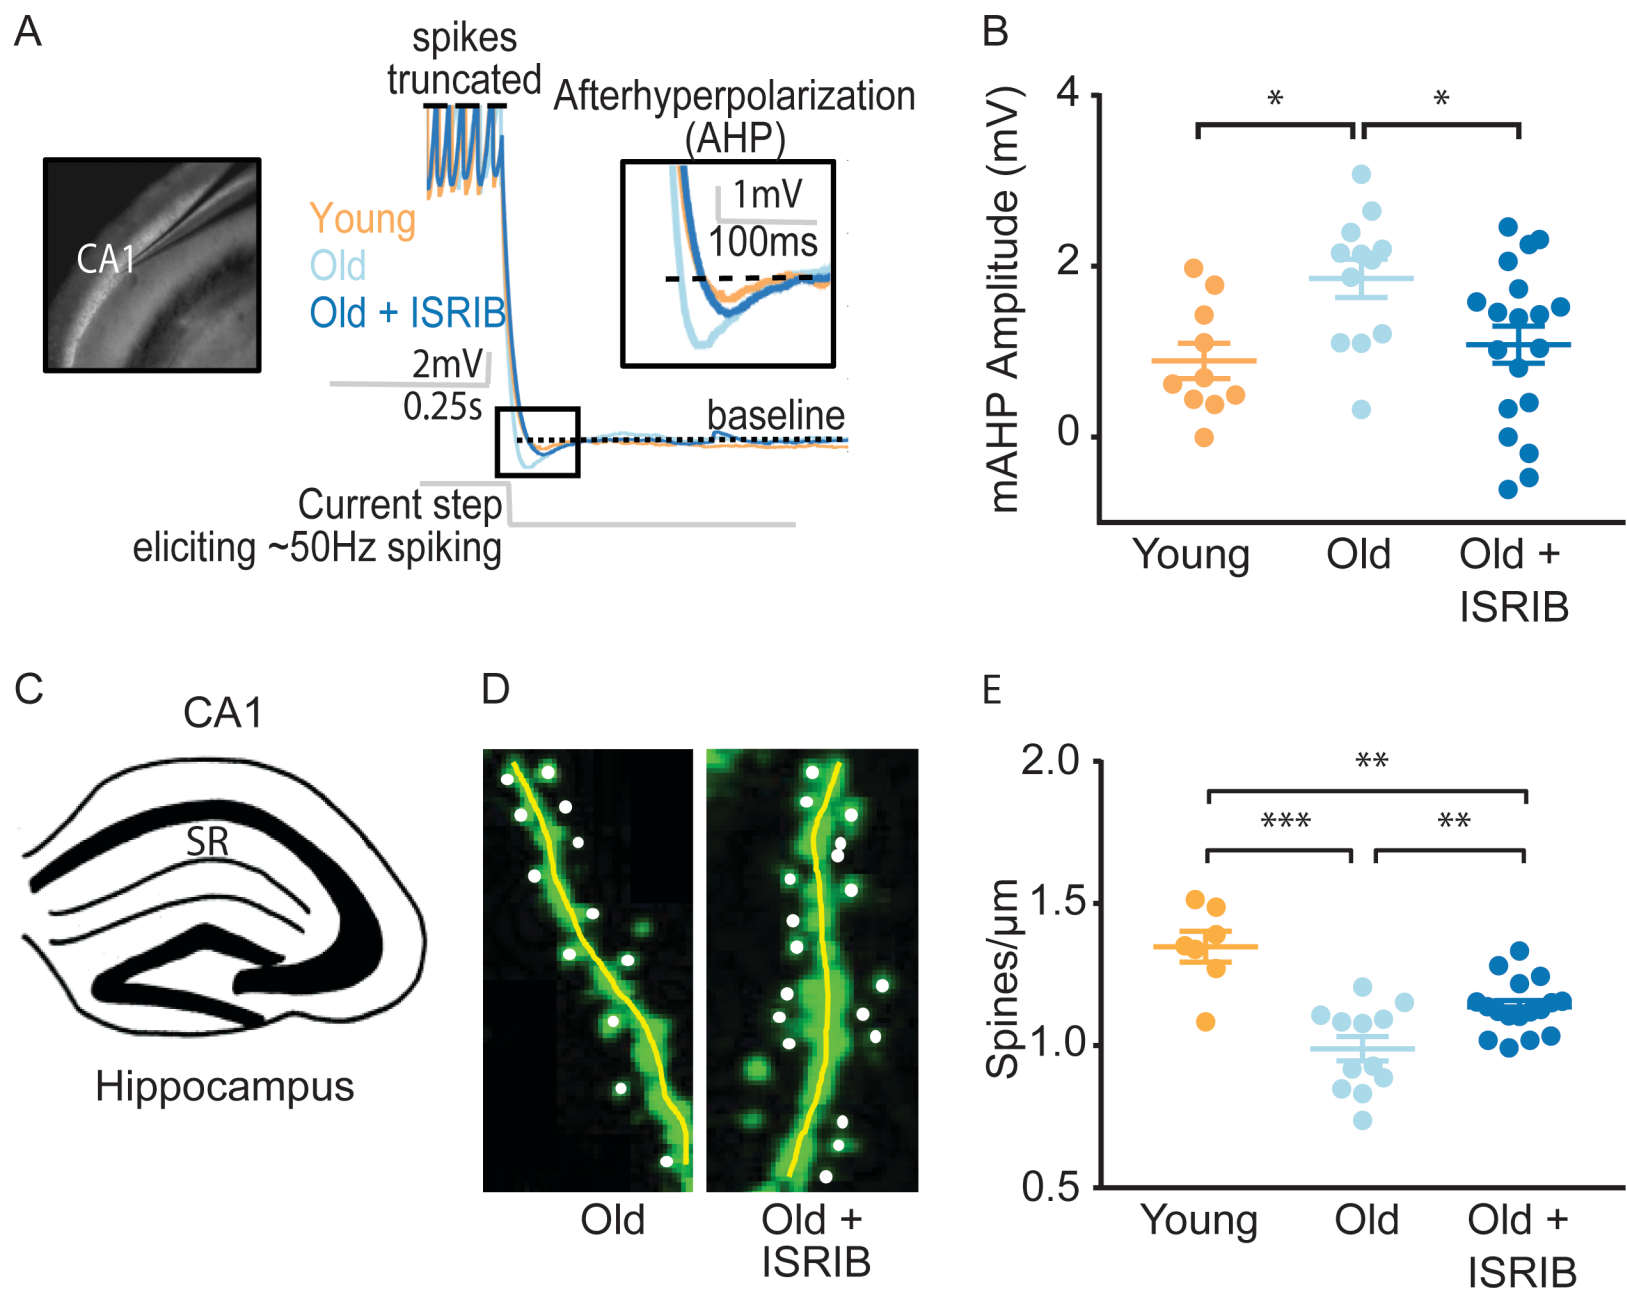 A
spikes
truncated
Afterhyperpolarization
(AHP)
1mV
100ms
CA1
Young
Old
Old + ISRIB
2mV
0.25s
baseline
Current step
eliciting ~50Hz spiking
B
mAHP Amplitude (mV)
4
2
0
*
*
Young
Old
Old +
ISRIB
C
CA1
SR
Hippocampus
D
Old
Old +
ISRIB
E
Spines/µm
2.0
1.5
1.0
0.5
**
***
**
Young
Old
Old +
ISRIB